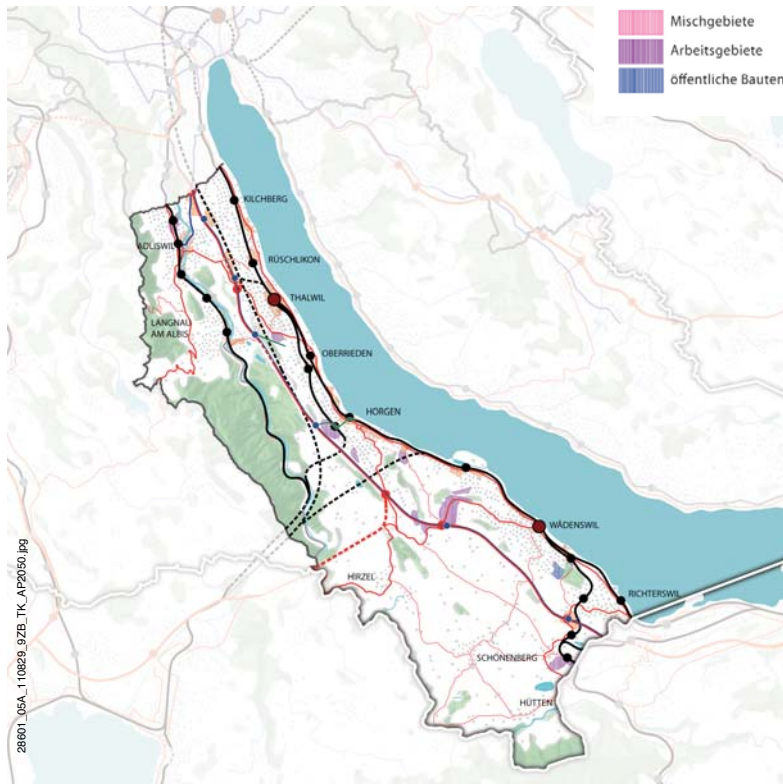 Mischgebiete
Arbeitsgebiete
öffentliche Bauten
KILCHBERG
ADLISWIL
RÜSCHLIKON
THALWIL
LANGNAU
AM ALBIS
OBERRIEDEN
HORGEN
WÄDENSWIL
HIRZEL
RICHTERSWIL
SCHÖNENBERG
HÜTTEN
28601_05A_110829_9ZB_TK_AP2050.jpg